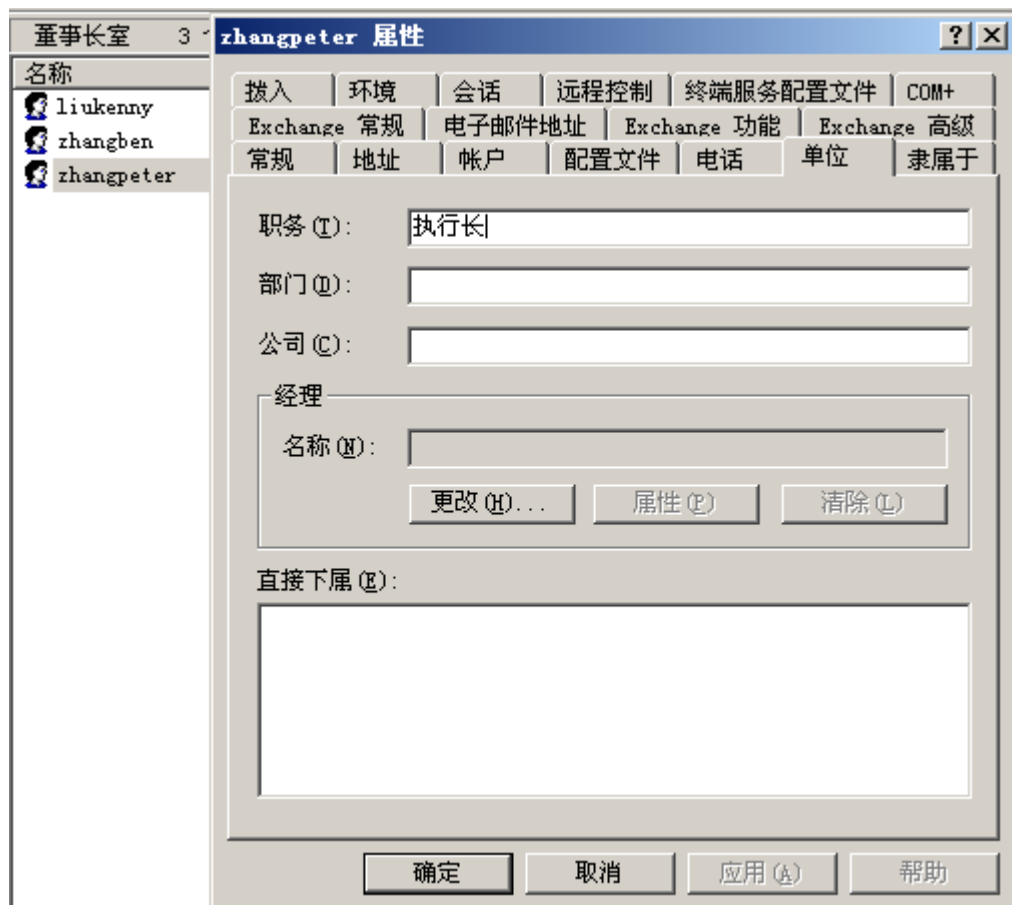 董事长室 3
zhangpeter 属性
名称
liukenny
zhangben
zhangpeter
拨入 环境 会话 远程控制 终端服务配置文件 COM+
Exchange 常规 电子邮件地址 Exchange 功能 Exchange 高级
常规 地址 帐户 配置文件 电话 单位 隶属于
职务(T): 执行长
部门(D):
公司(C):
经理
名称(N):
更改(H)... 属性(P) 清除(L)
直接下属(E):
确定 取消 应用(A) 帮助